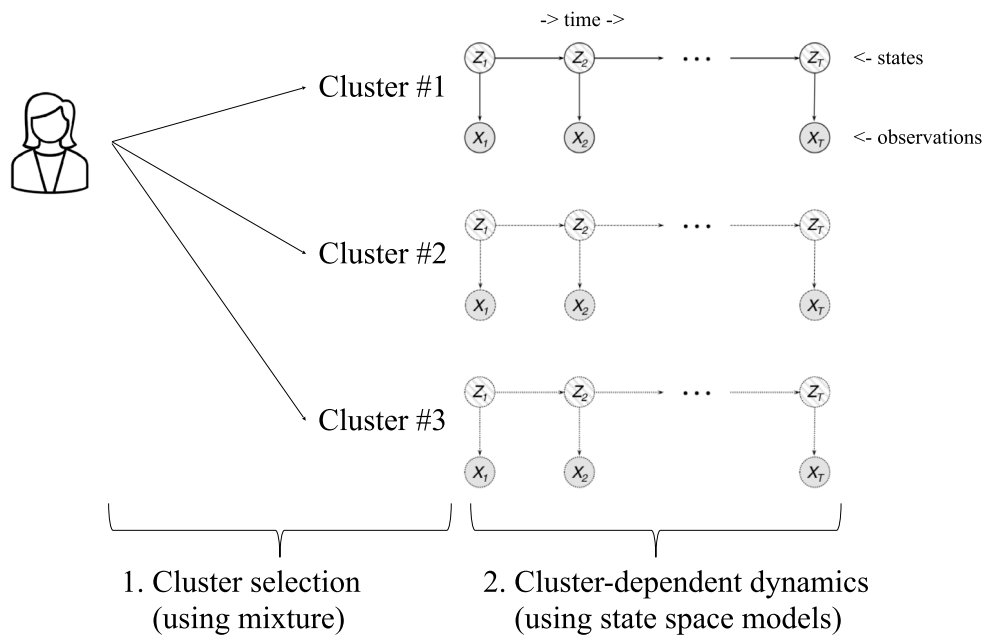 -> time ->
Z1 Z2 ... ZT <- states
Cluster #1
X1 X2 XT <- observations
Z1 Z2 ... ZT
Cluster #2
X1 X2 XT
Z1 Z2 ... ZT
Cluster #3
X1 X2 XT
1. Cluster selection
(using mixture)
2. Cluster-dependent dynamics
(using state space models)